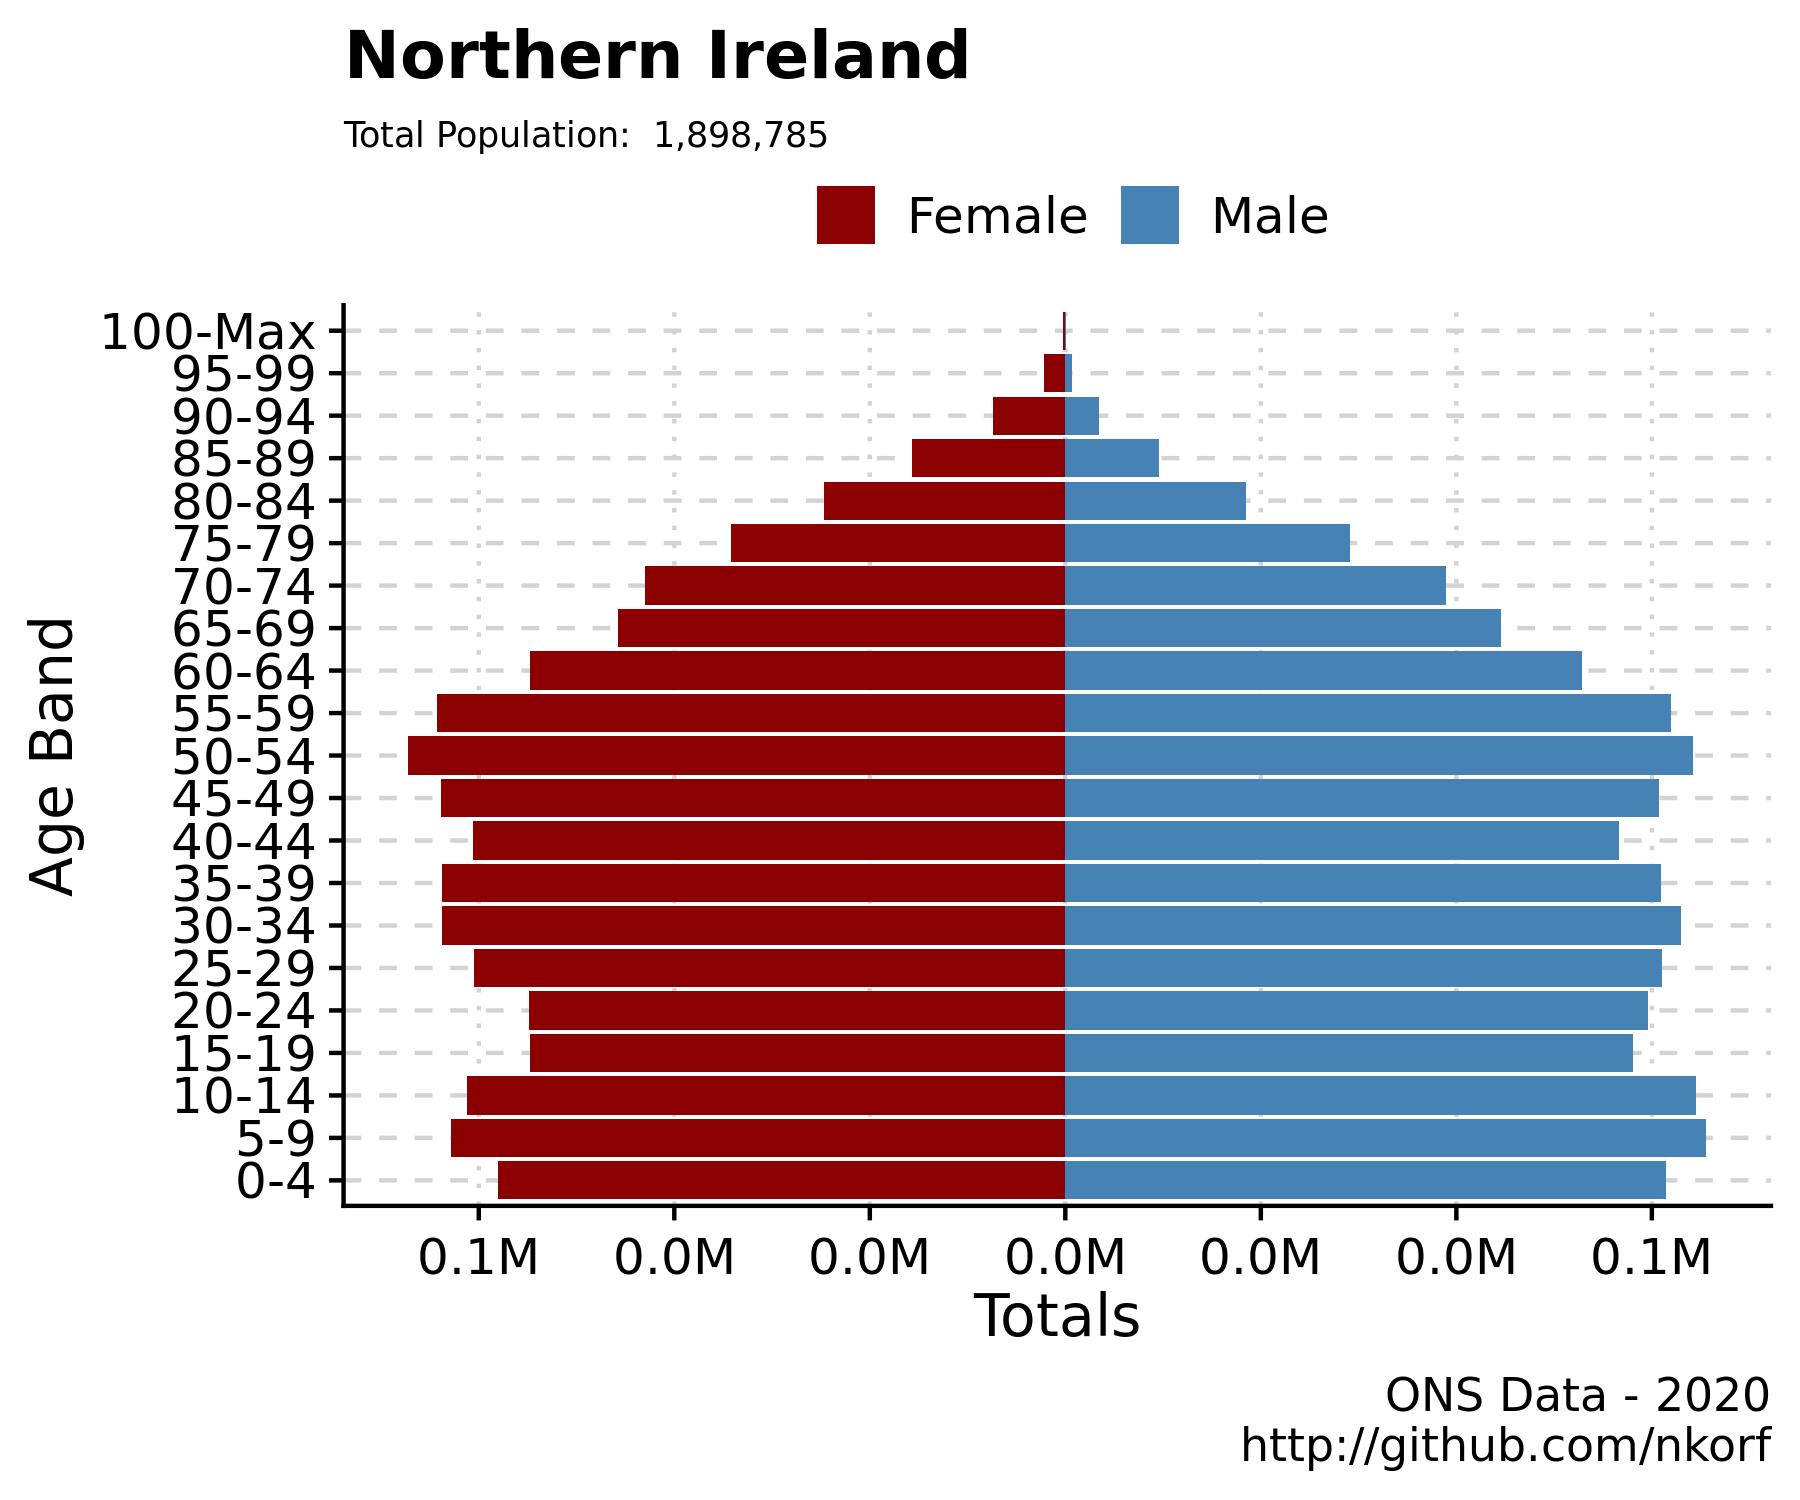 Northern Ireland
Total Population:  1,898,785
Female Male
100-Max
95-99
90-94
85-89
80-84
75-79
70-74
65-69
60-64
55-59
50-54
45-49
40-44
35-39
30-34
25-29
20-24
15-19
10-14
5-9
0-4
Age Band
0.1M 0.0M 0.0M 0.0M 0.0M 0.0M 0.1M
Totals
ONS Data - 2020
http://github.com/nkorf